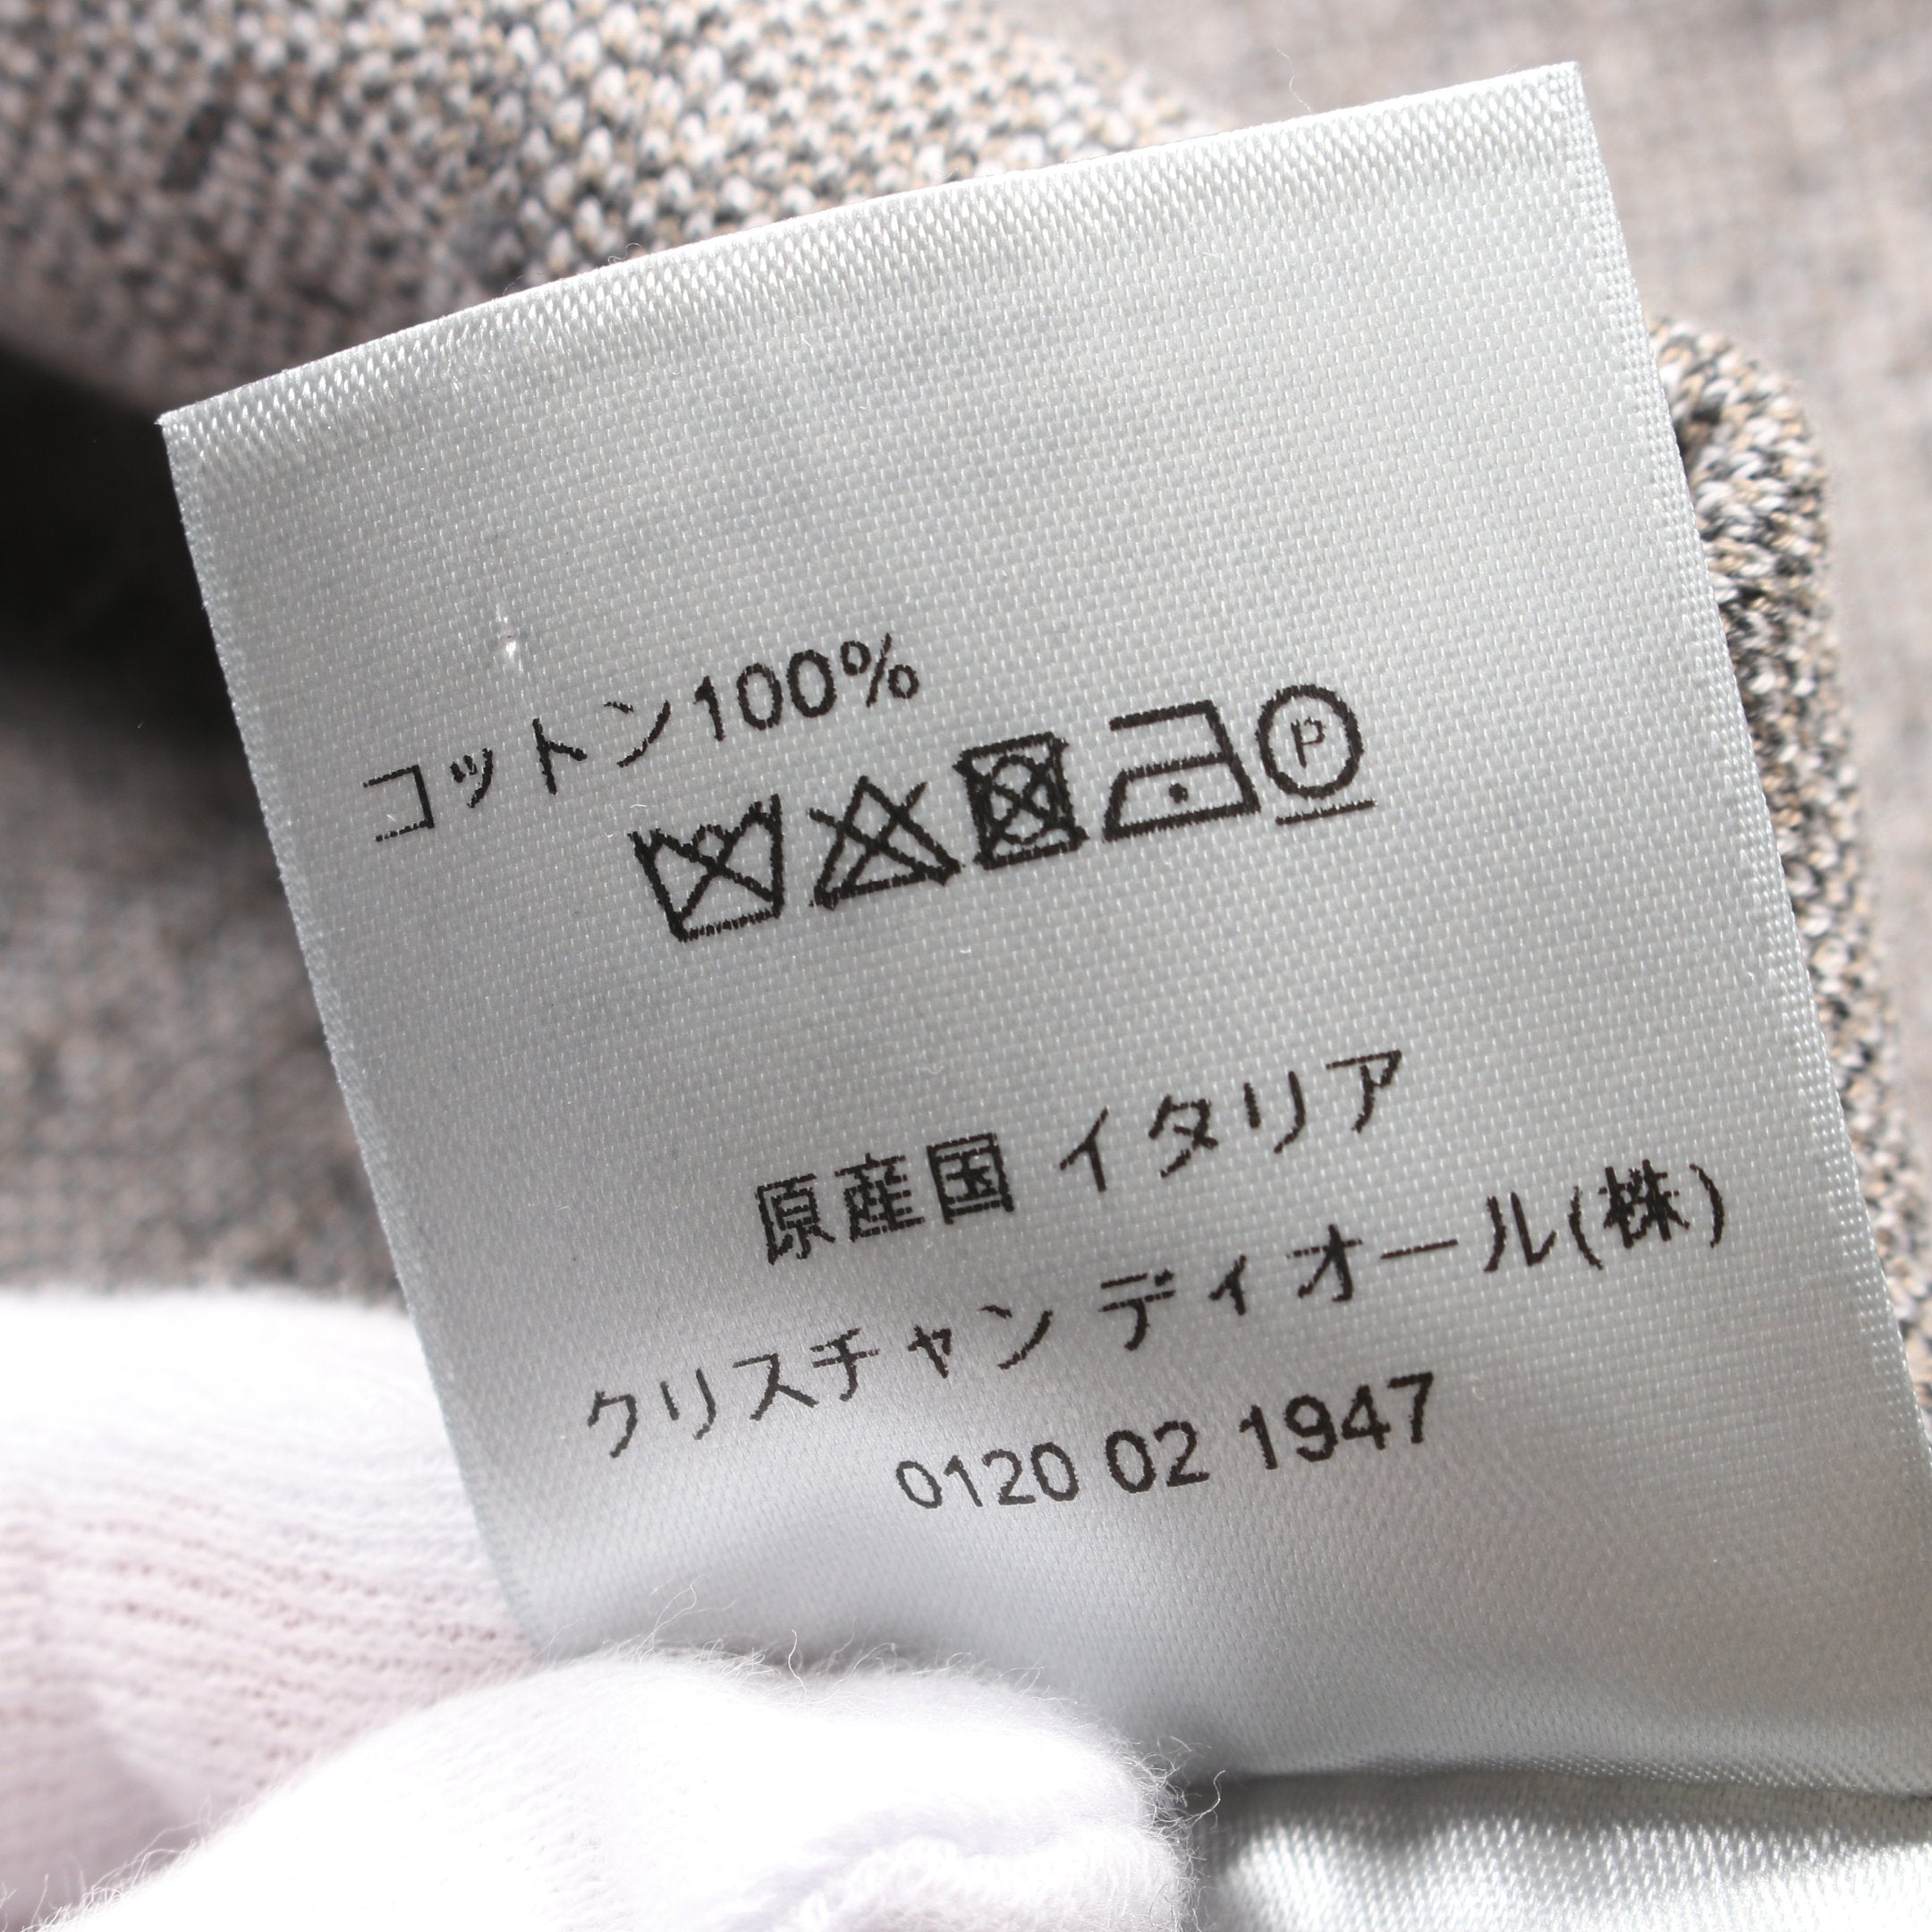 コットン100%
P
原産国 イタリア
クリスチャン ディオール(株)
0120 02 1947